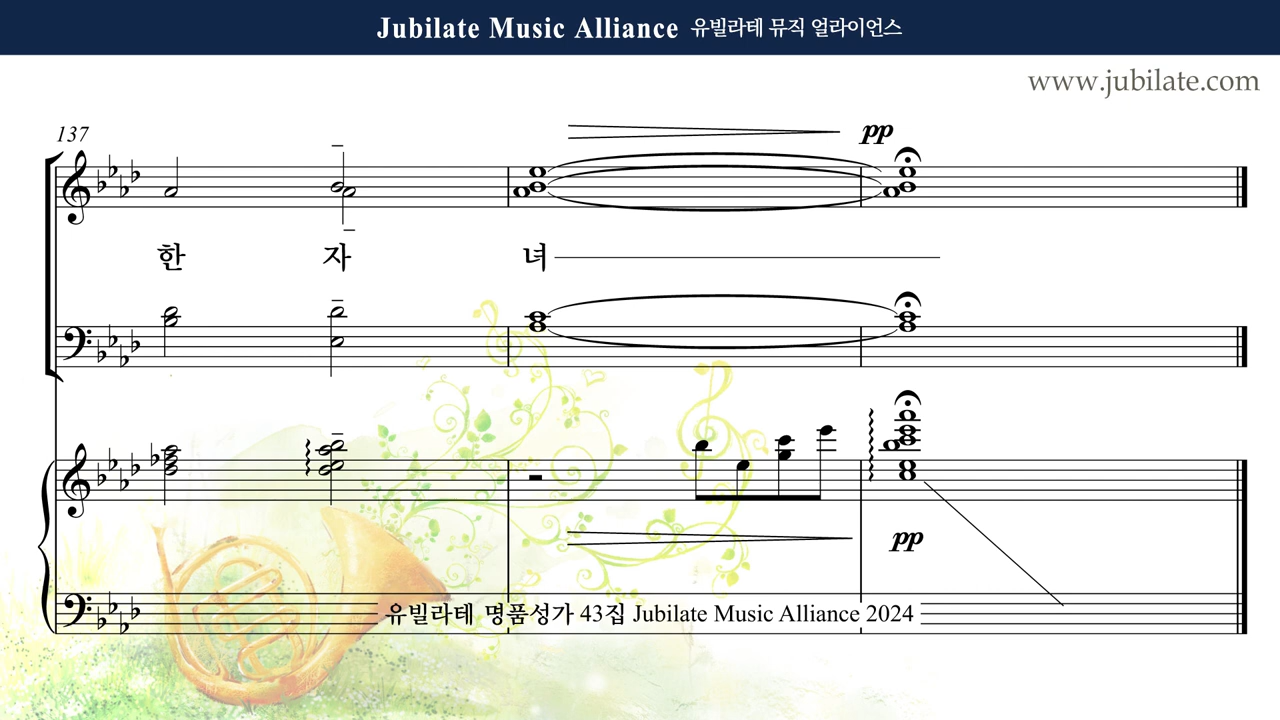 Jubilate Music Alliance 유빌라테 뮤직 얼라이언스
www.jubilate.com
137
pp
한 자 녀
pp
유빌라테 명품성가 43집 Jubilate Music Alliance 2024